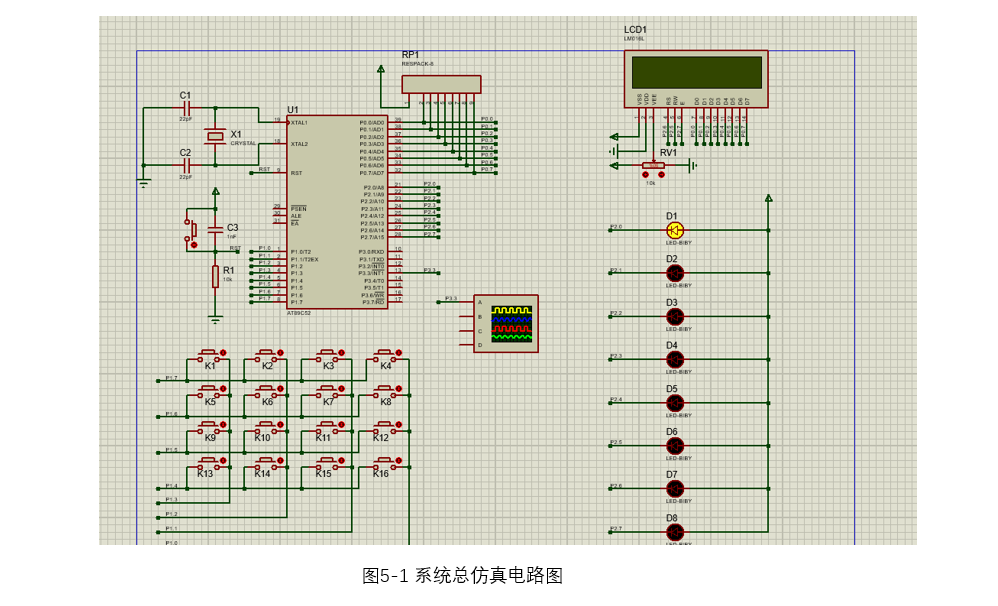 LCD1
LM016L
RP1
RESPACK-8
C1
22pF
X1
CRYSTAL
C2
22pF
U1
XTAL1
XTAL2
RST
PSEN
ALE
EA
P1.0/T2
P1.1/T2EX
P1.2
P1.3
P1.4
P1.5
P1.6
P1.7
AT89C52
P0.0/AD0
P0.1/AD1
P0.2/AD2
P0.3/AD3
P0.4/AD4
P0.5/AD5
P0.6/AD6
P0.7/AD7
P2.0/A8
P2.1/A9
P2.2/A10
P2.3/A11
P2.4/A12
P2.5/A13
P2.6/A14
P2.7/A15
P3.0/RXD
P3.1/TXD
P3.2/INT0
P3.3/INT1
P3.4/T0
P3.5/T1
P3.6/WR
P3.7/RD
RST
C3
1nF
RST
R1
10k
P3.3
P3.3
A
B
C
D
VSS
VDD
VEE
RS
RW
E
D0
D1
D2
D3
D4
D5
D6
D7
RV1
10k
D1
P2.0
LED-BIBY
D2
P2.1
LED-BIBY
D3
P2.2
LED-BIBY
D4
P2.3
LED-BIBY
D5
P2.4
LED-BIBY
D6
P2.5
LED-BIBY
D7
P2.6
LED-BIBY
D8
P2.7
LED-BIBY
K1 K2 K3 K4
P1.7
K5 K6 K7 K8
P1.6
K9 K10 K11 K12
P1.5
K13 K14 K15 K16
P1.4
P1.3
P1.2
P1.1
P1.0
图5-1 系统总仿真电路图